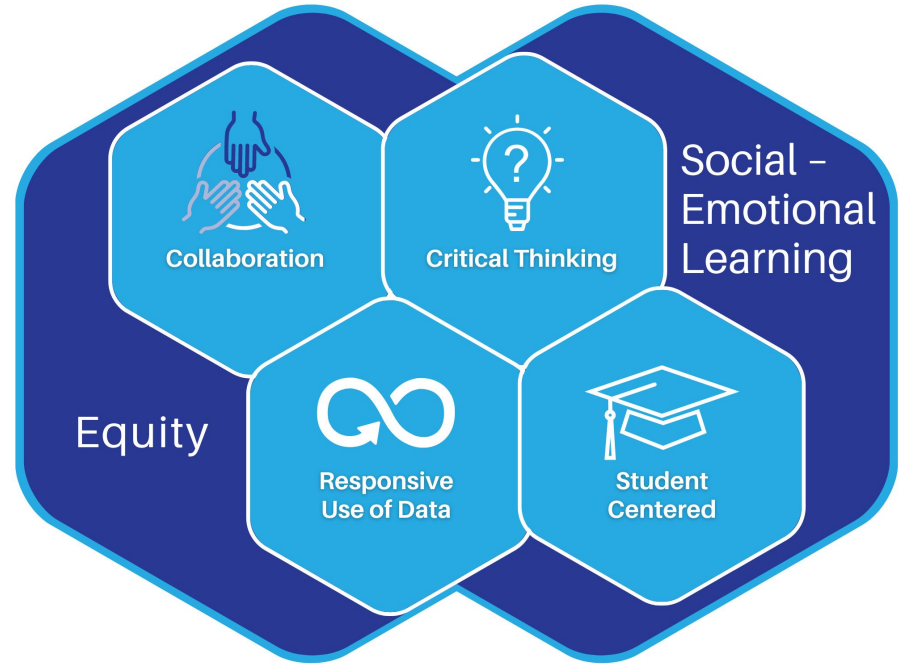 Collaboration
?
Critical Thinking
Social –
Emotional
Learning
Equity
Responsive
Use of Data
Student
Centered